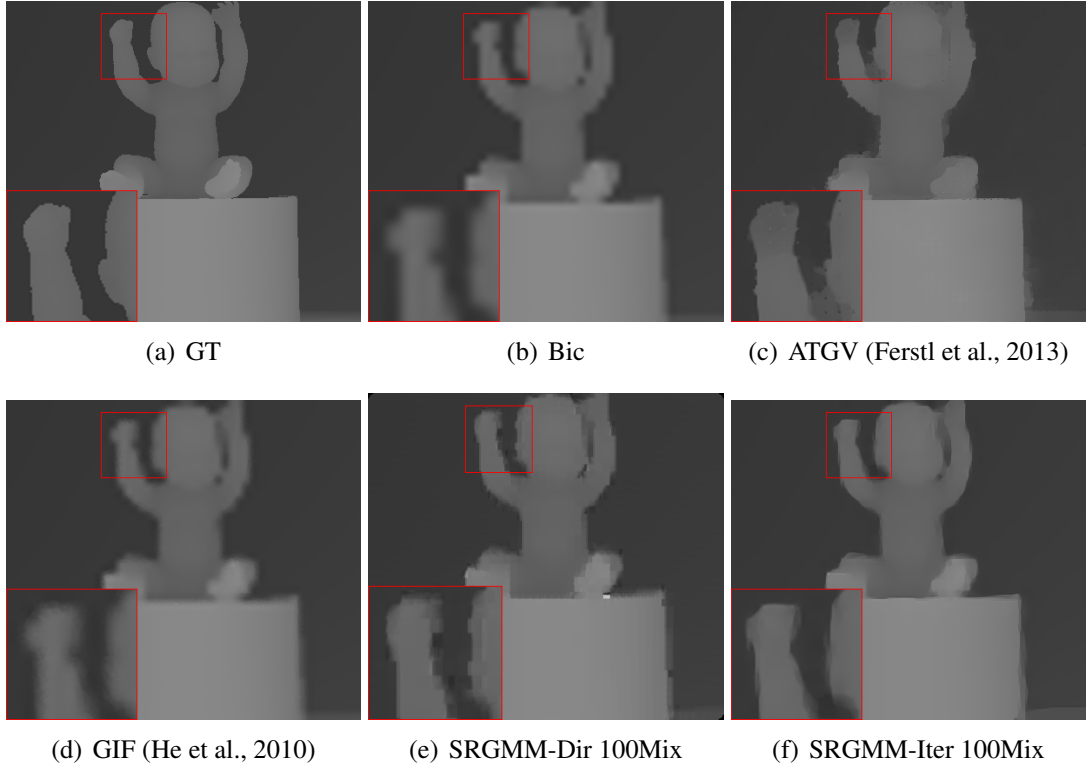 (a) GT
(b) Bic
(c) ATGV (Ferstl et al., 2013)
(d) GIF (He et al., 2010)
(e) SRGMM-Dir 100Mix
(f) SRGMM-Iter 100Mix